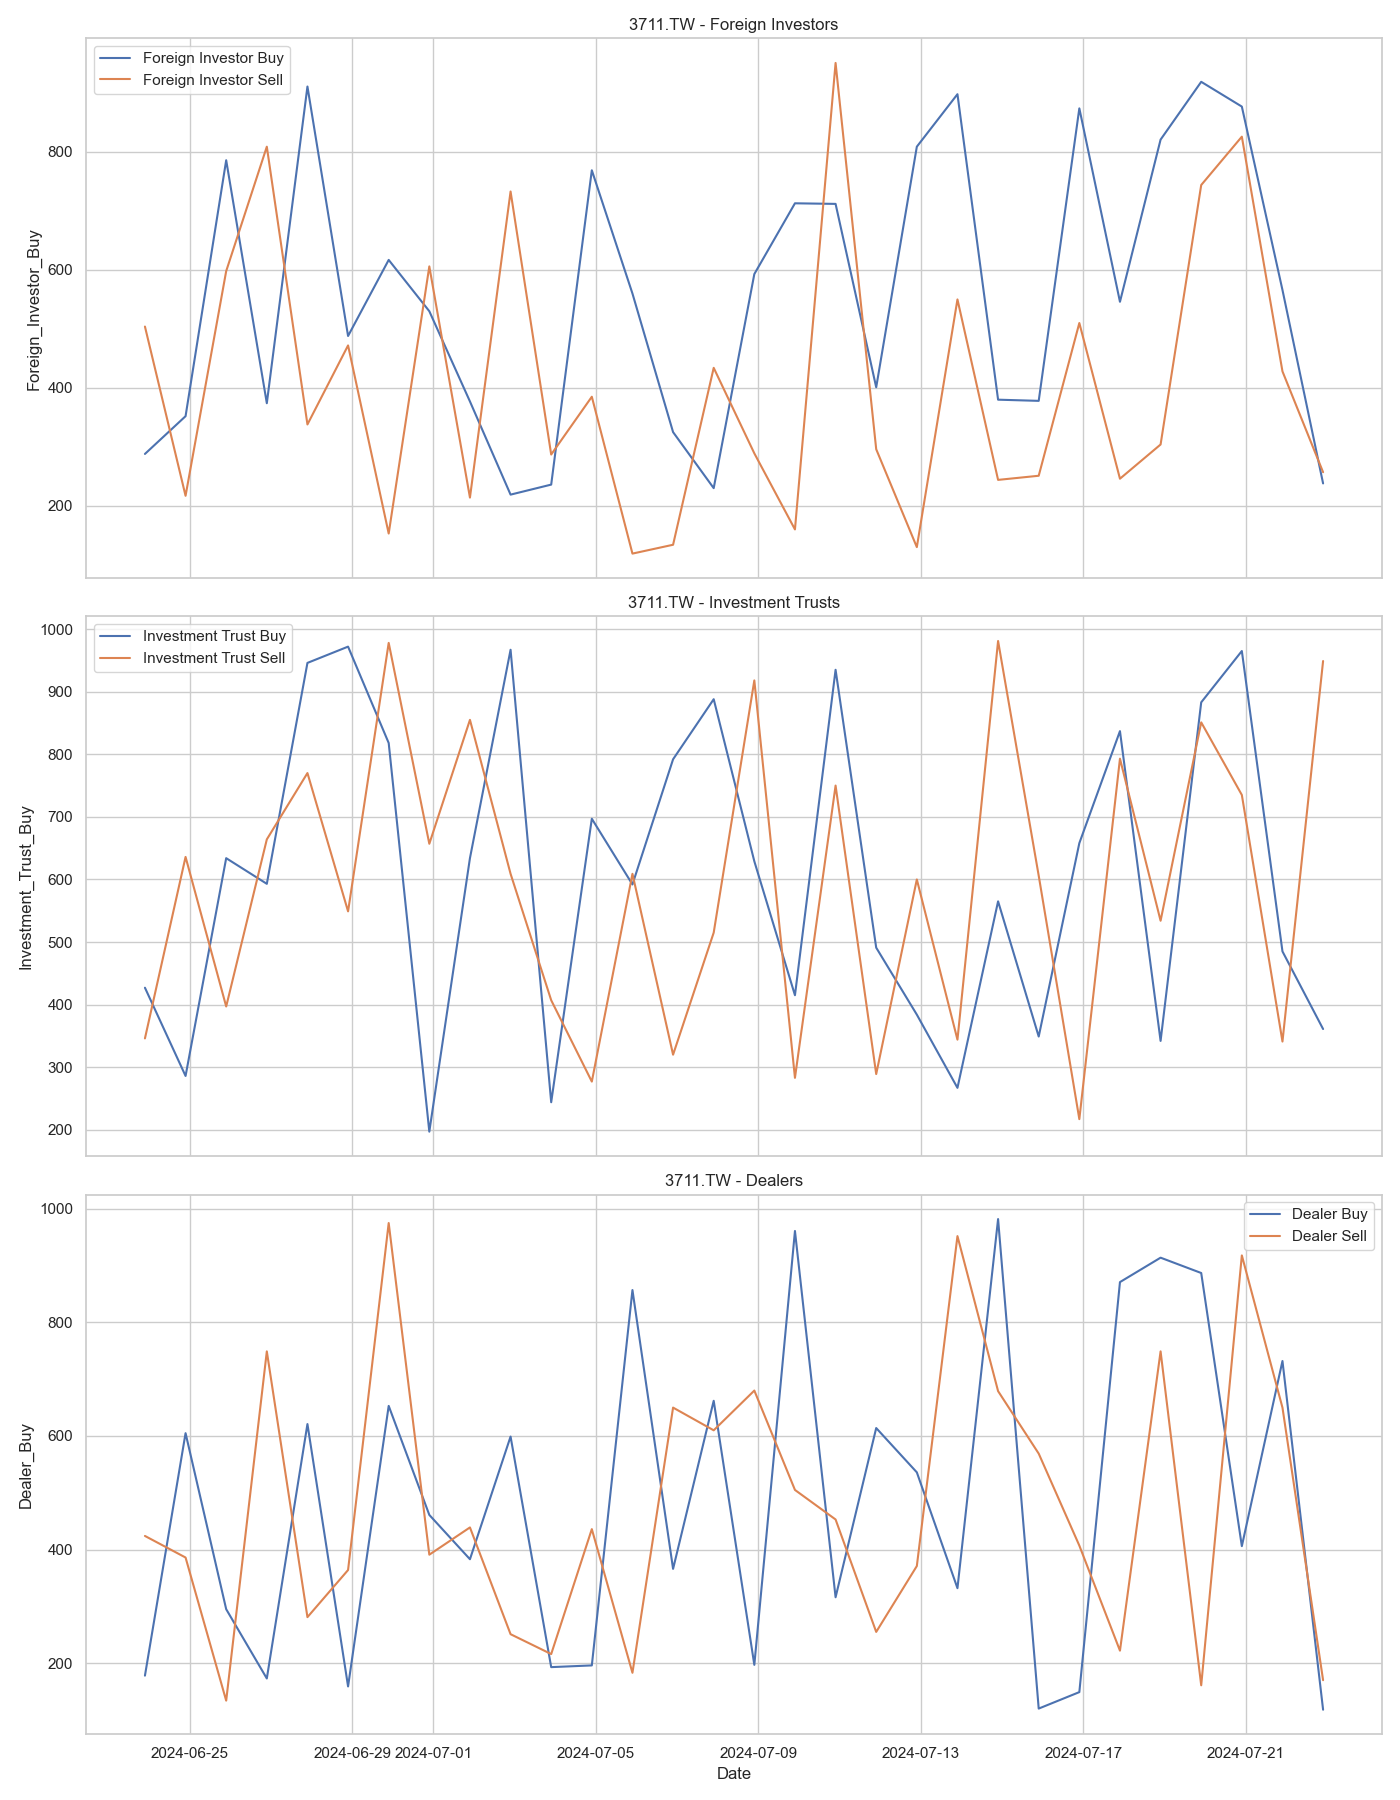 3711.TW - Foreign Investors
Foreign Investor Buy
Foreign Investor Sell
800
600
400
200
Foreign_Investor_Buy
3711.TW - Investment Trusts
Investment Trust Buy
Investment Trust Sell
1000
900
800
700
600
500
400
300
200
Investment_Trust_Buy
3711.TW - Dealers
Dealer Buy
Dealer Sell
1000
800
600
400
200
Dealer_Buy
2024-06-25 2024-06-29 2024-07-01 2024-07-05 2024-07-09 2024-07-13 2024-07-17 2024-07-21
Date